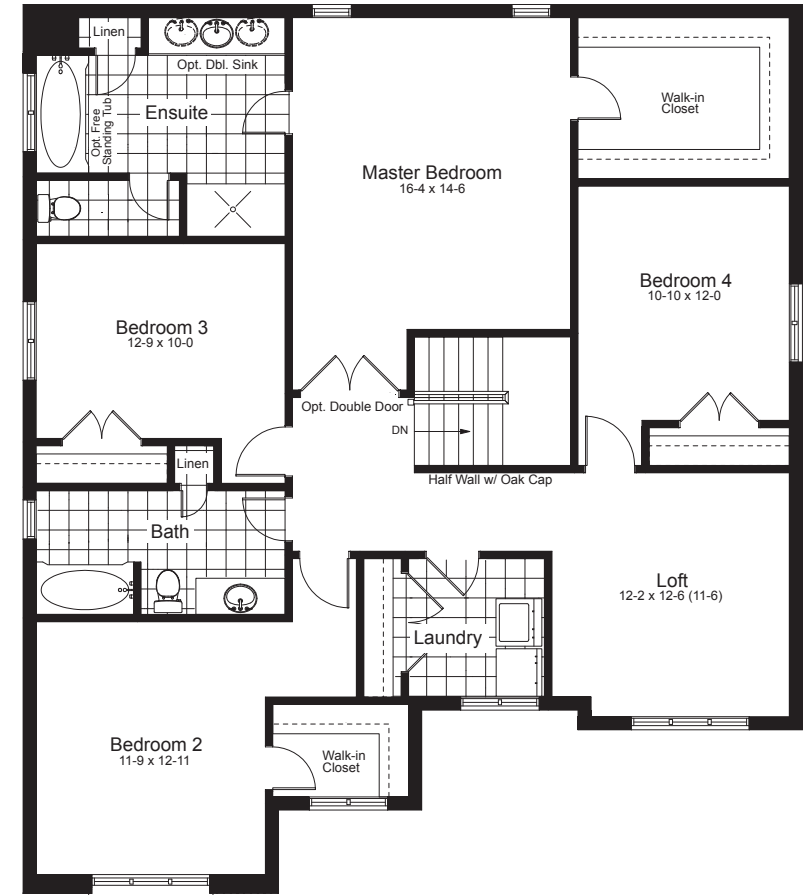 Linen
Opt. Dbl. Sink
Ensuite
Opt. Free
Standing Tub
Walk-in
Closet
Master Bedroom
16-4 x 14-6
Bedroom 4
10-10 x 12-0
Bedroom 3
12-9 x 10-0
Opt. Double Door
DN
Linen
Half Wall w/ Oak Cap
Bath
Loft
12-2 x 12-6 (11-6)
Laundry
Bedroom 2
11-9 x 12-11
Walk-in
Closet